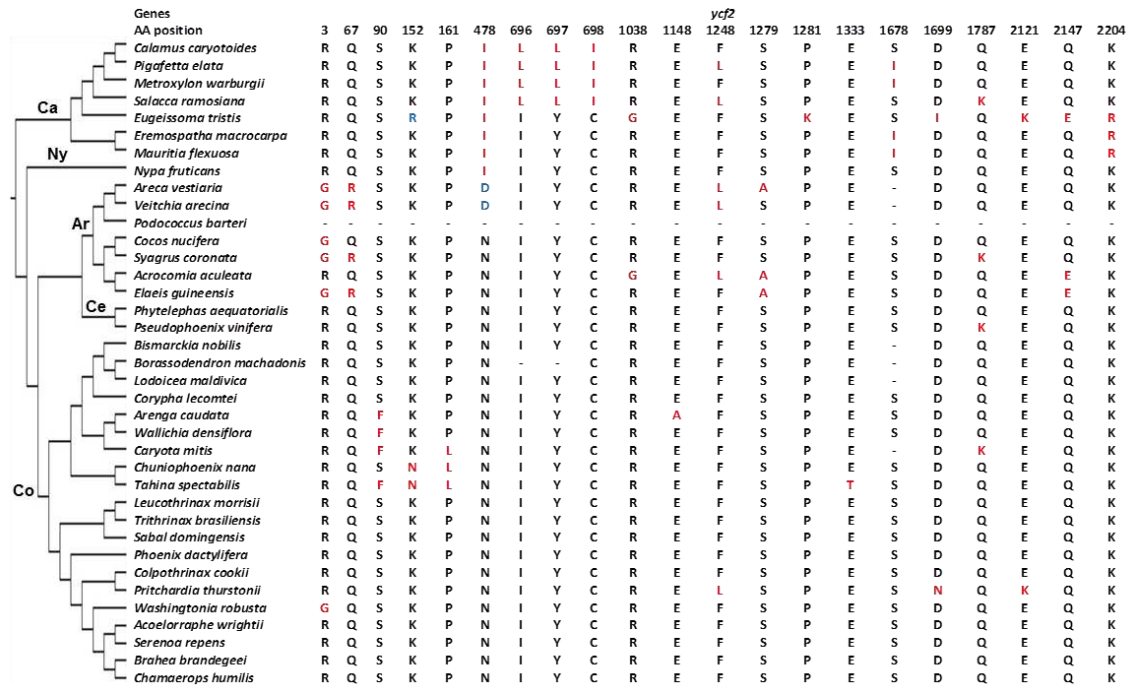 Genes ycf2
AA position 3 67 90 152 161 478 696 697 698 1038 1148 1248 1279 1281 1333 1678 1699 1787 2121 2147 2204
Calamus caryotoides R Q S K P I L L I R E F S P E S D Q E Q K
Pigafetta elata R Q S K P I L L I R E L S P E I D Q E Q K
Metroxylon warburgii R Q S K P I L L I R E F S P E I D Q E Q K
Salacca ramosiana R Q S K P I L L I R E L S P E S D K E Q K
Ca
Eugeissoma tristis R Q S R P I I Y C G E F S K E S I Q K E R
Eremospatha macrocarpa R Q S K P I I Y C R E F S P E I D Q E Q R
Mauritia flexuosa R Q S K P I I Y C R E F S P E I D Q E Q R
Ny
Nypa fruticans R Q S K P I I Y C R E F S P E S D Q E Q K
Areca vestiaria G R S K P D I Y C R E L A P E - D Q E Q K
Veitchia arecina G R S K P D I Y C R E L S P E - D Q E Q K
Ar
Podococcus barteri - - - - - - - - - - - - - - - - - - - - -
Cocos nucifera G Q S K P N I Y C R E F S P E S D Q E Q K
Syagrus coronata G R S K P N I Y C R E F S P E S D K E Q K
Acrocomia aculeata R Q S K P N I Y C G E L A P E S D Q E E K
Elaeis guineensis G R S K P N I Y C R E F A P E S D Q E E K
Ce
Phytelephas aequatorialis R Q S K P N I Y C R E F S P E S D Q E Q K
Pseudophoenix vinifera R Q S K P N I Y C R E F S P E S D K E Q K
Bismarckia nobilis R Q S K P N I Y C R E F S P E - D Q E Q K
Borassodendron machadonis R Q S K P N - - C R E F S P E - D Q E Q K
Lodoicea maldivica R Q S K P N I Y C R E F S P E - D Q E Q K
Corypha lecomtei R Q S K P N I Y C R E F S P E S D Q E Q K
Arenga caudata R Q F K P N I Y C R A F S P E S D Q E Q K
Wallichia densiflora R Q F K P N I Y C R E F S P E S D Q E Q K
Caryota mitis R Q F K L N I Y C R E F S P E - D K E Q K
Chuniophoenix nana R Q S N L N I Y C R E F S P E S D Q E Q K
Tahina spectabilis R Q F N L N I Y C R E F S P T S D Q E Q K
Co
Leucothrinax morrisii R Q S K P N I Y C R E F S P E S D Q E Q K
Trithrinax brasiliensis R Q S K P N I Y C R E F S P E S D Q E Q K
Sabal domingensis R Q S K P N I Y C R E F S P E S D Q E Q K
Phoenix dactylifera R Q S K P N I Y C R E F S P E S D Q E Q K
Colpothrinax cookii R Q S K P N I Y C R E F S P E S D Q E Q K
Pritchardia thurstonii R Q S K P N I Y C R E L S P E S N Q K Q K
Washingtonia robusta G Q S K P N I Y C R E F S P E S D Q E Q K
Acoelorraphe wrightii R Q S K P N I Y C R E F S P E S D Q E Q K
Serenoa repens R Q S K P N I Y C R E F S P E S D Q E Q K
Brahea brandegeei R Q S K P N I Y C R E F S P E S D Q E Q K
Chamaerops humilis R Q S K P N I Y C R E F S P E S D Q E Q K